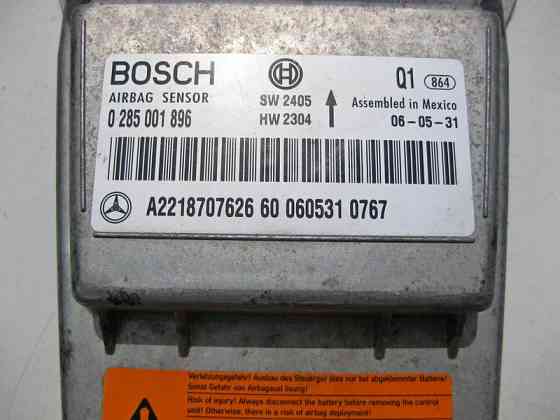 BOSCH
Q1 864
AIRBAG SENSOR
SW 2405
Assembled in Mexico
0 285 001 896
HW 2304
06-05-31
A2218707626 60 060531 0767
Verletzungsgefahr! Ausbau des Steuerger dies nur bei abgeklemmter Batterie!
Sonst Gefahr von Airbagauslösung!
Risk of injury! Always disconnect the battery before removing the control
unit! Otherwise, there is a risk of airbag deployment!